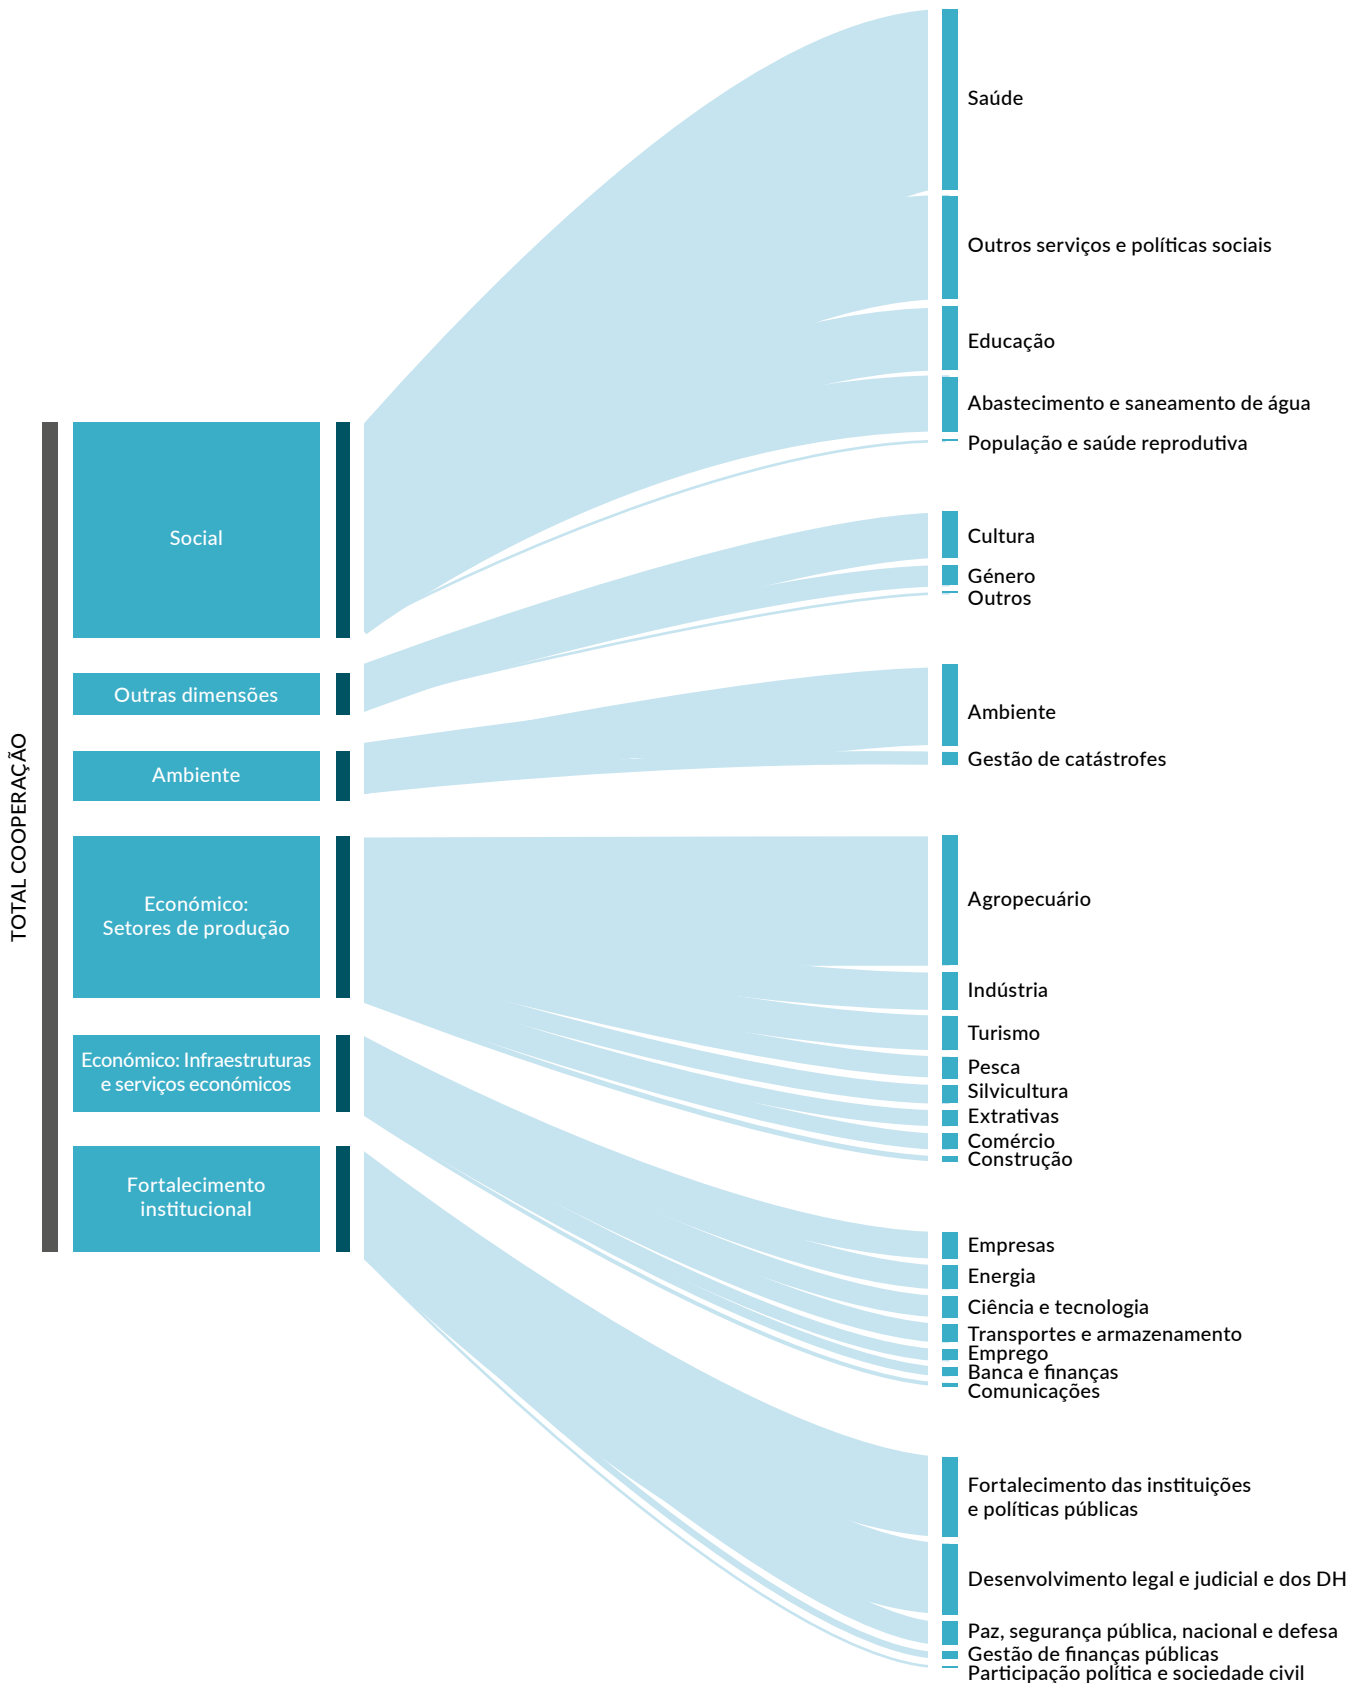 TOTAL COOPERAÇÃO
Social
Outras dimensões
Ambiente
Económico:
Setores de produção
Económico: Infraestruturas
e serviços económicos
Fortalecimento
institucional
Saúde
Outros serviços e políticas sociais
Educação
Abastecimento e saneamento de água
População e saúde reprodutiva
Cultura
Género
Outros
Ambiente
Gestão de catástrofes
Agropecuário
Indústria
Turismo
Pesca
Silvicultura
Extrativas
Comércio
Construção
Empresas
Energia
Ciência e tecnologia
Transportes e armazenamento
Emprego
Banca e finanças
Comunicações
Fortalecimento das instituições
e políticas públicas
Desenvolvimento legal e judicial e dos DH
Paz, segurança pública, nacional e defesa
Gestão de finanças públicas
Participação política e sociedade civil